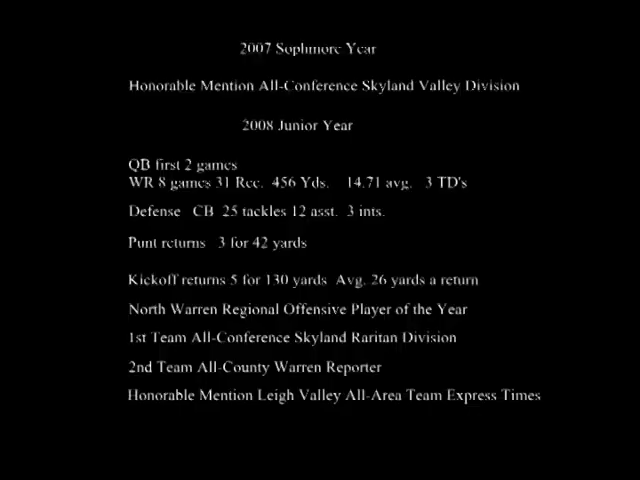 2007 Sophmore Year
Honorable Mention All-Conference Skyland Valley Division
2008 Junior Year
QB first 2 games
WR 8 games 31 Rec. 456 Yds. 14.71 avg. 3 TD's
Defense CB 25 tackles 12 asst. 3 ints.
Punt returns 3 for 42 yards
Kickoff returns 5 for 130 yards Avg. 26 yards a return
North Warren Regional Offensive Player of the Year
1st Team All-Conference Skyland Raritan Division
2nd Team All-County Warren Reporter
Honorable Mention Leigh Valley All-Area Team Express Times